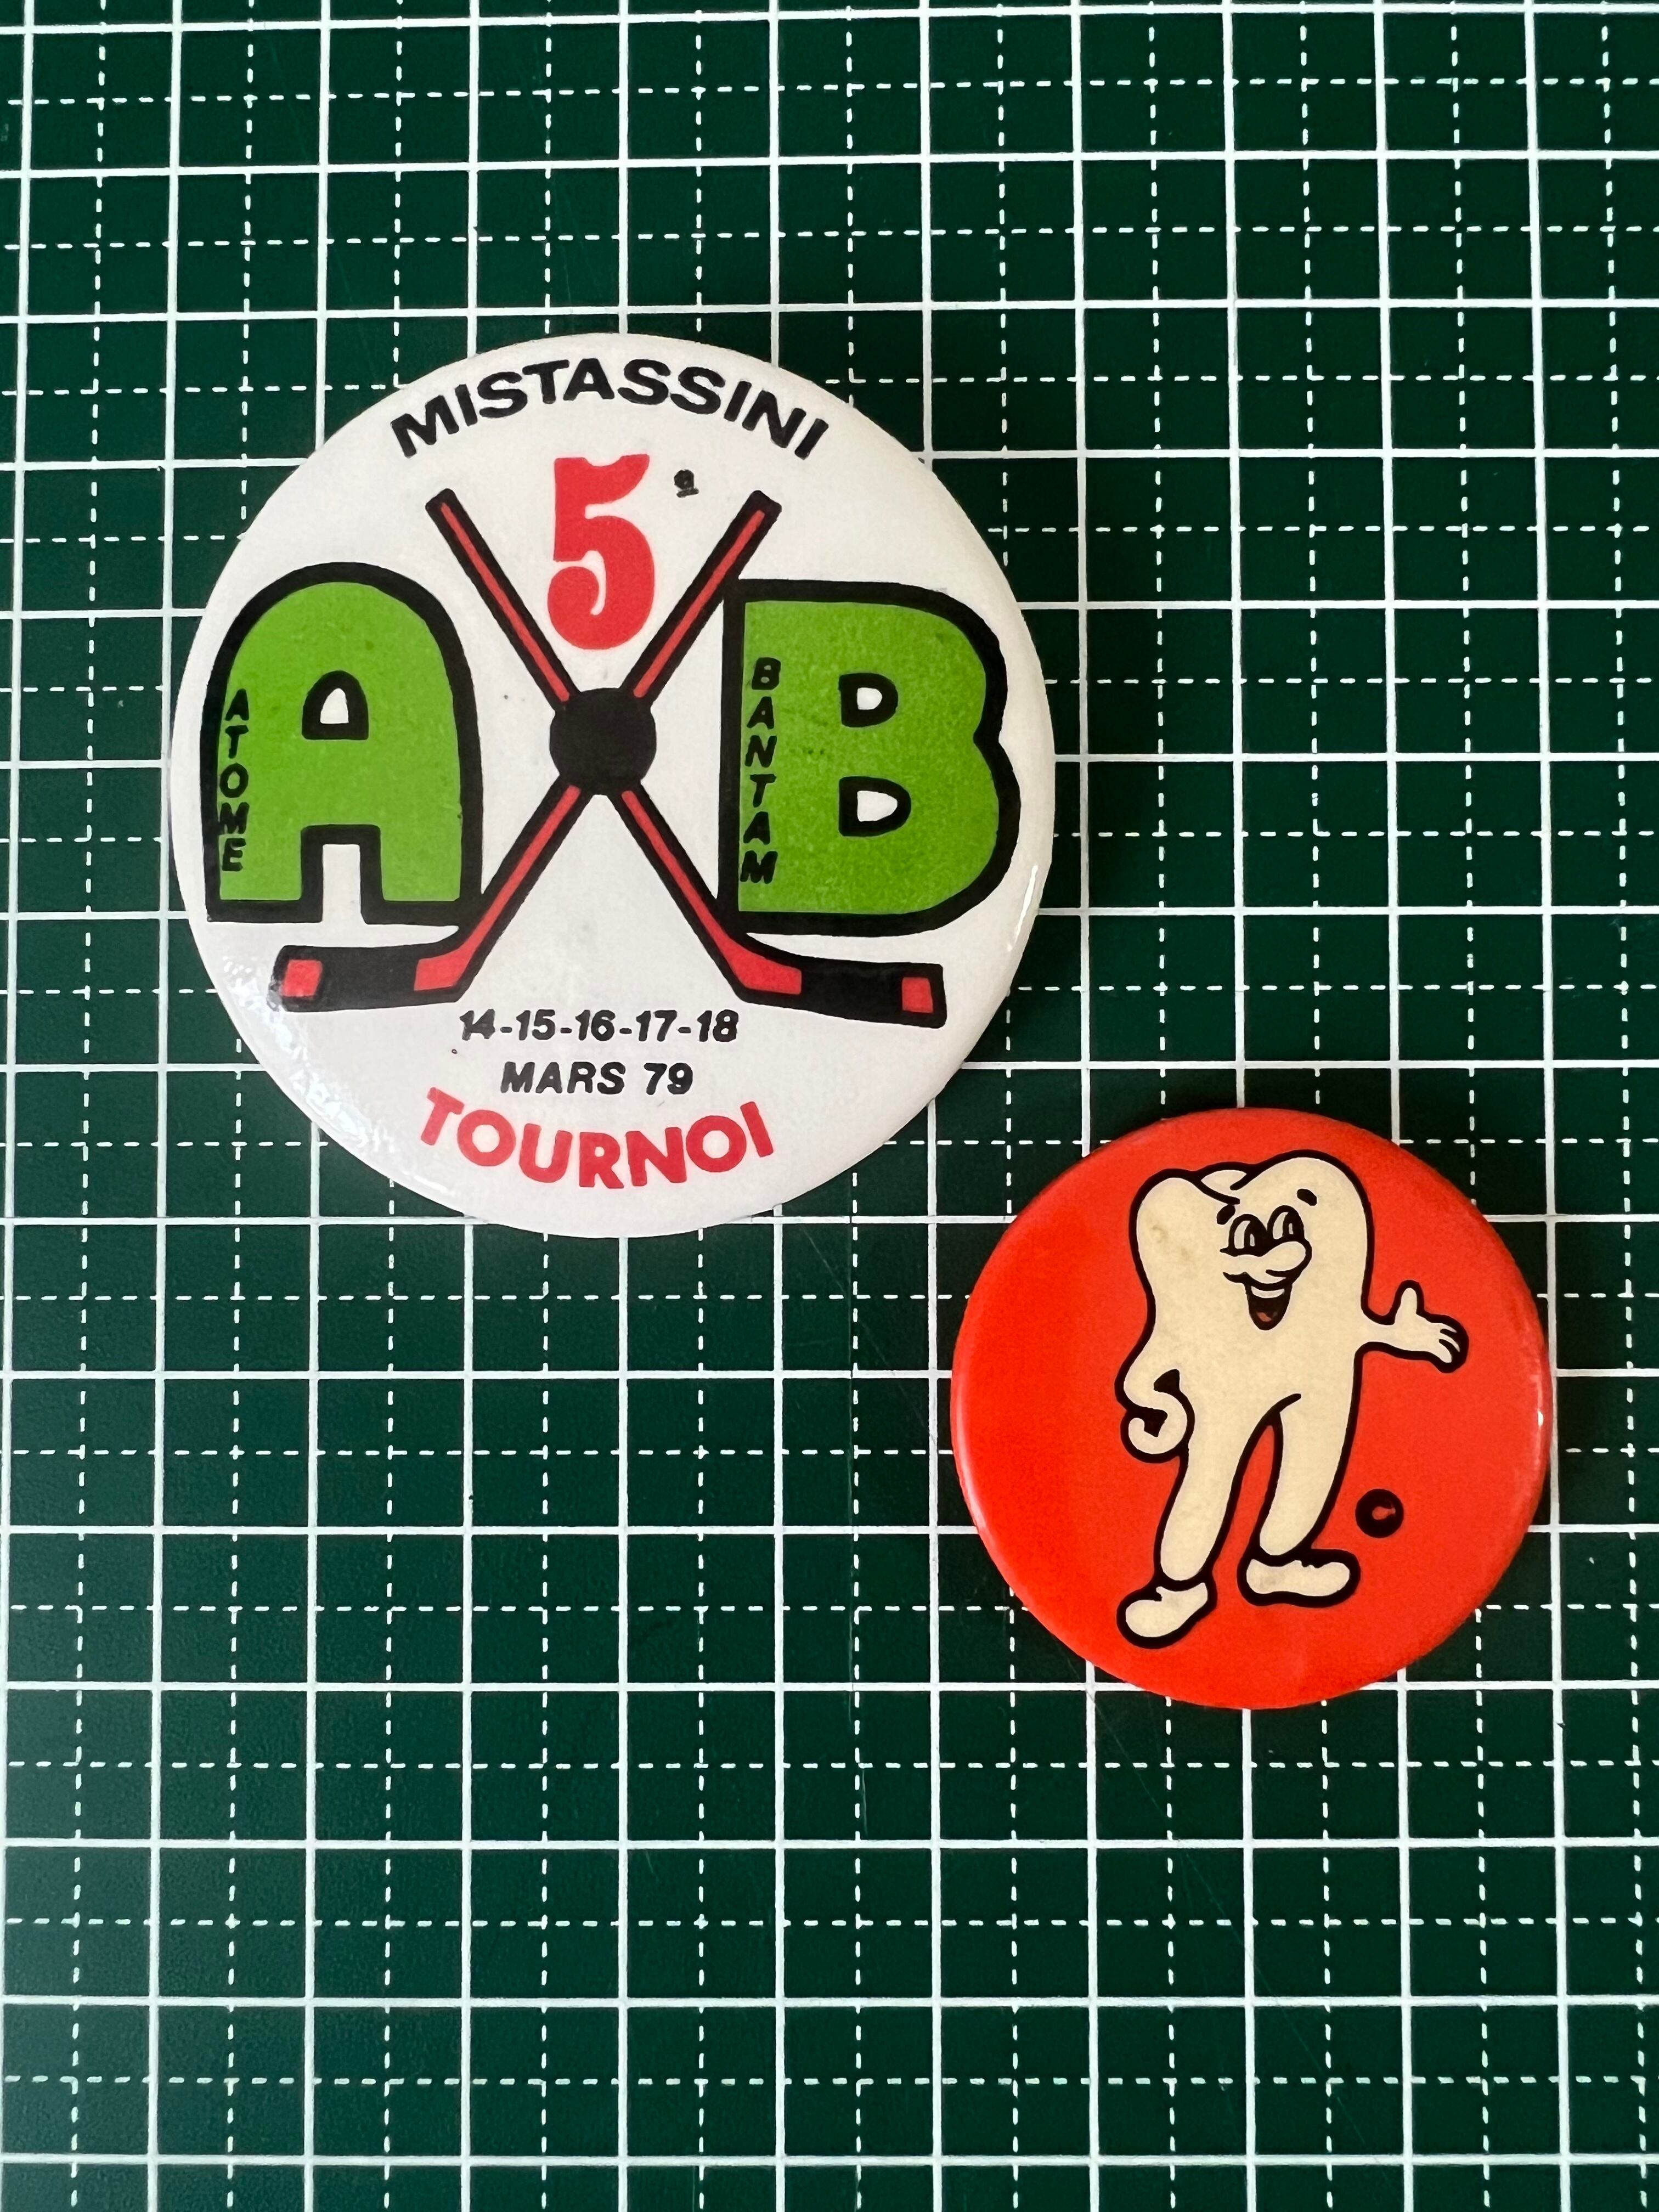 MISTASSINI
5e
A B
ATOME
BANTAM
14-15-16-17-18
MARS 79
TOURNOI